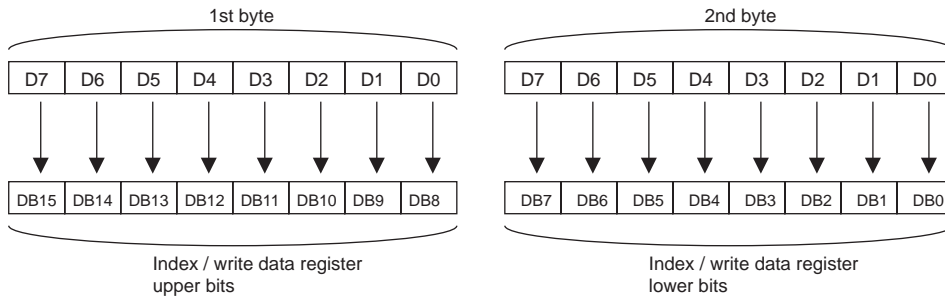 1st byte
2nd byte
D7 D6 D5 D4 D3 D2 D1 D0
D7 D6 D5 D4 D3 D2 D1 D0
DB15 DB14 DB13 DB12 DB11 DB10 DB9 DB8
DB7 DB6 DB5 DB4 DB3 DB2 DB1 DB0
Index / write data register
upper bits
Index / write data register
lower bits